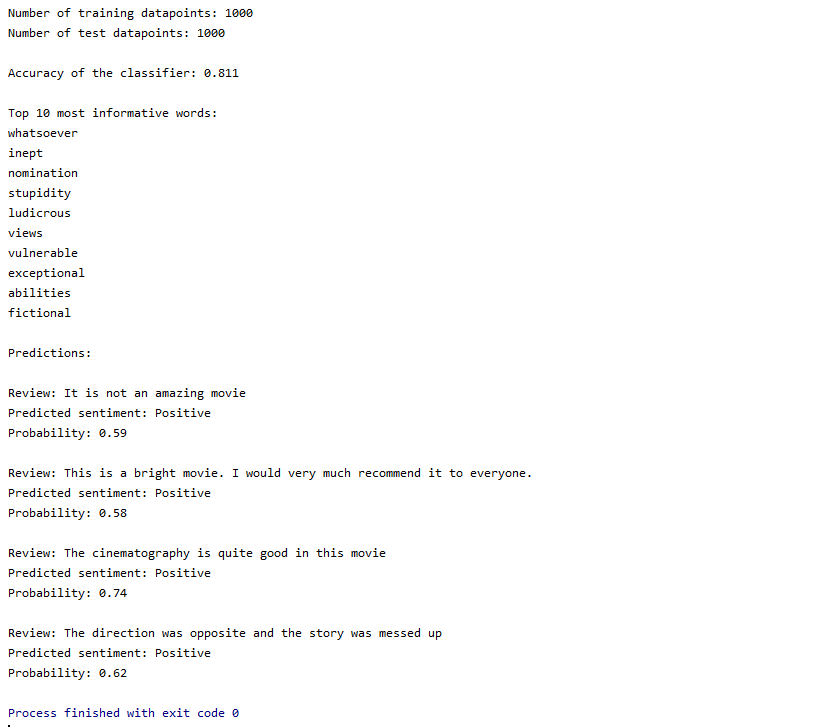 Number of training datapoints: 1000
Number of test datapoints: 1000
Accuracy of the classifier: 0.811
Top 10 most informative words:
whatsoever
inept
nomination
stupidity
ludicrous
views
vulnerable
exceptional
abilities
fictional
Predictions:
Review: It is not an amazing movie
Predicted sentiment: Positive
Probability: 0.59
Review: This is a bright movie. I would very much recommend it to everyone.
Predicted sentiment: Positive
Probability: 0.58
Review: The cinematography is quite good in this movie
Predicted sentiment: Positive
Probability: 0.74
Review: The direction was opposite and the story was messed up
Predicted sentiment: Positive
Probability: 0.62
Process finished with exit code 0